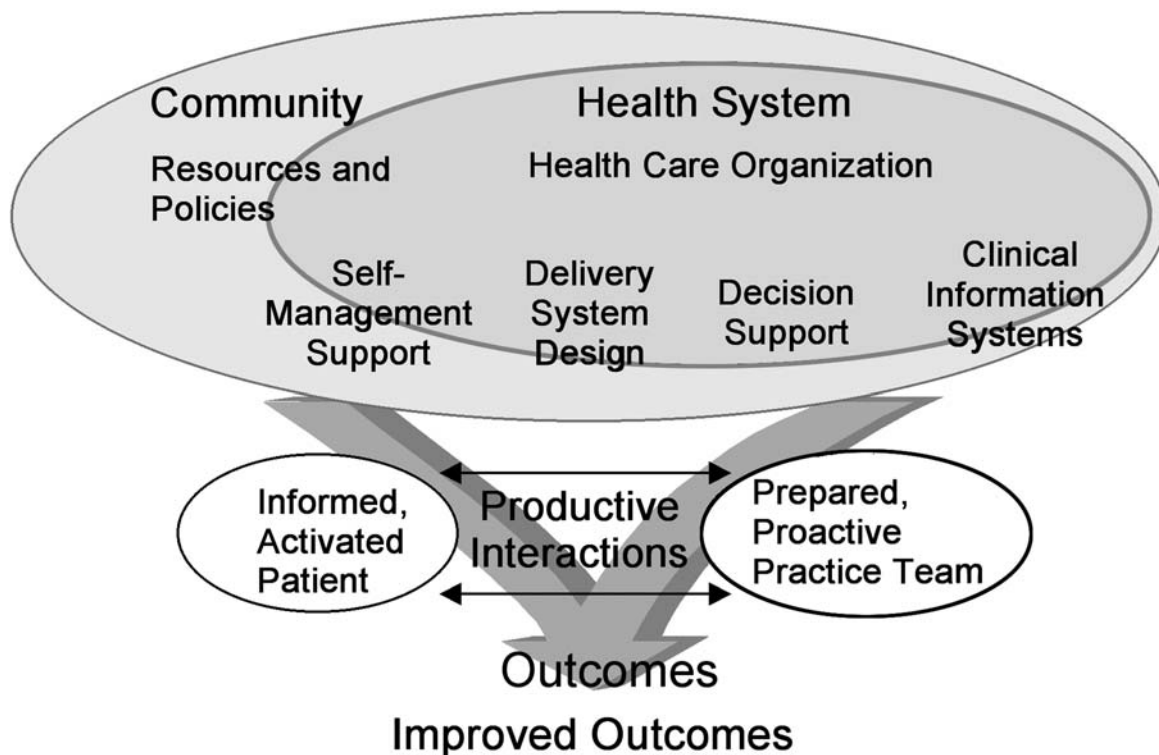 Community
Health System
Resources and
Policies
Health Care Organization
Self-
Management
Support
Delivery
System
Design
Decision
Support
Clinical
Information
Systems
Informed,
Activated
Patient
Productive
Interactions
Prepared,
Proactive
Practice Team
Outcomes
Improved Outcomes